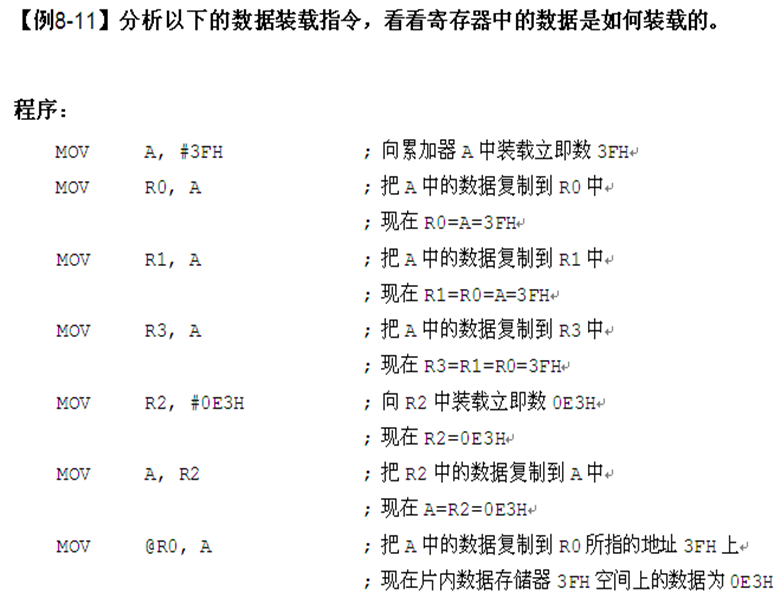 【例8-11】分析以下的数据装载指令，看看寄存器中的数据是如何装载的。
程序：
MOV A, #3FH ; 向累加器 A 中装载立即数 3FH↵
MOV R0, A ; 把 A 中的数据复制到 R0 中↵
; 现在 R0=A=3FH↵
MOV R1, A ; 把 A 中的数据复制到 R1 中↵
; 现在 R1=R0=A=3FH↵
MOV R3, A ; 把 A 中的数据复制到 R3 中↵
; 现在 R3=R1=R0=3FH↵
MOV R2, #0E3H ; 向 R2 中装载立即数 0E3H↵
; 现在 R2=0E3H↵
MOV A, R2 ; 把 R2 中的数据复制到 A 中↵
; 现在 A=R2=0E3H↵
MOV @R0, A ; 把 A 中的数据复制到 R0 所指的地址 3FH 上↵
; 现在片内数据存储器 3FH 空间上的数据为 0E3H